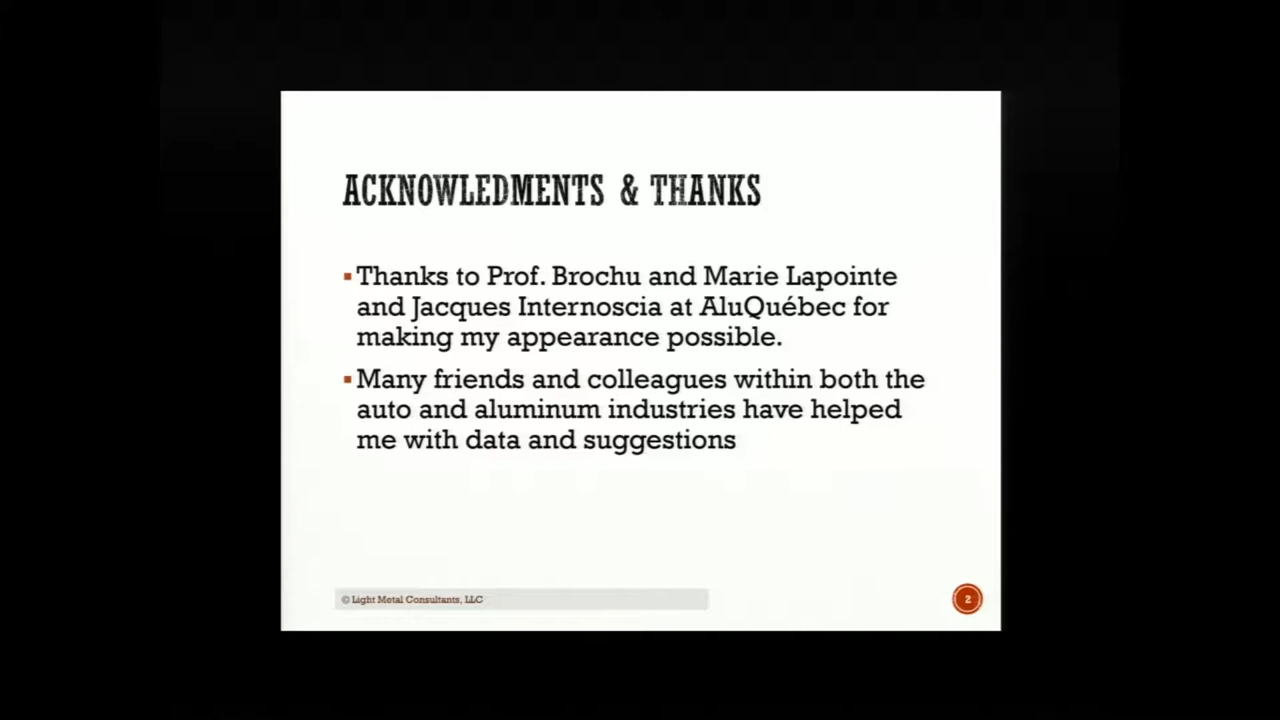 ACKNOWLEDMENTS & THANKS
▪Thanks to Prof. Brochu and Marie Lapointe
and Jacques Internoscia at AluQuébec for
making my appearance possible.
▪Many friends and colleagues within both the
auto and aluminum industries have helped
me with data and suggestions
© Light Metal Consultants, LLC
2